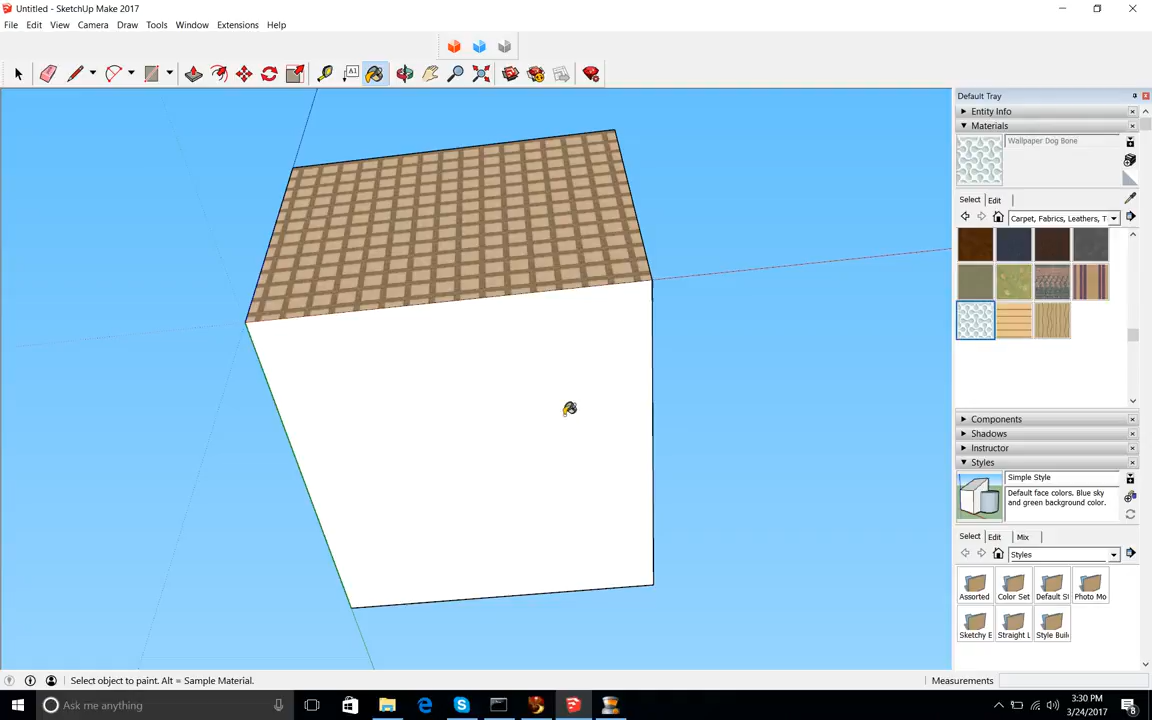 Untitled - SketchUp Make 2017
File Edit View Camera Draw Tools Window Extensions Help
A1
Default Tray
Entity Info
Materials
Wallpaper Dog Bone
Select Edit
Carpet, Fabrics, Leathers, T
Components
Shadows
Instructor
Styles
Simple Style
Default face colors. Blue sky
and green background color.
Select Edit Mix
Styles
Assorted Color Set Default S Photo Mo
Sketchy E Straight L Style Buil
Select object to paint. Alt = Sample Material.
Measurements
Ask me anything
3:30 PM
3/24/2017
8